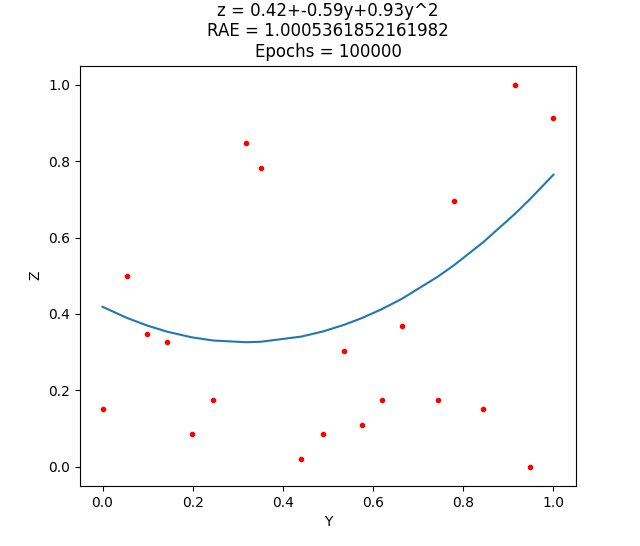 z = 0.42+-0.59y+0.93y^2
RAE = 1.0005361852161982
Epochs = 100000
1.0
0.8
0.6
0.4
0.2
0.0
Z
0.0 0.2 0.4 0.6 0.8 1.0
Y